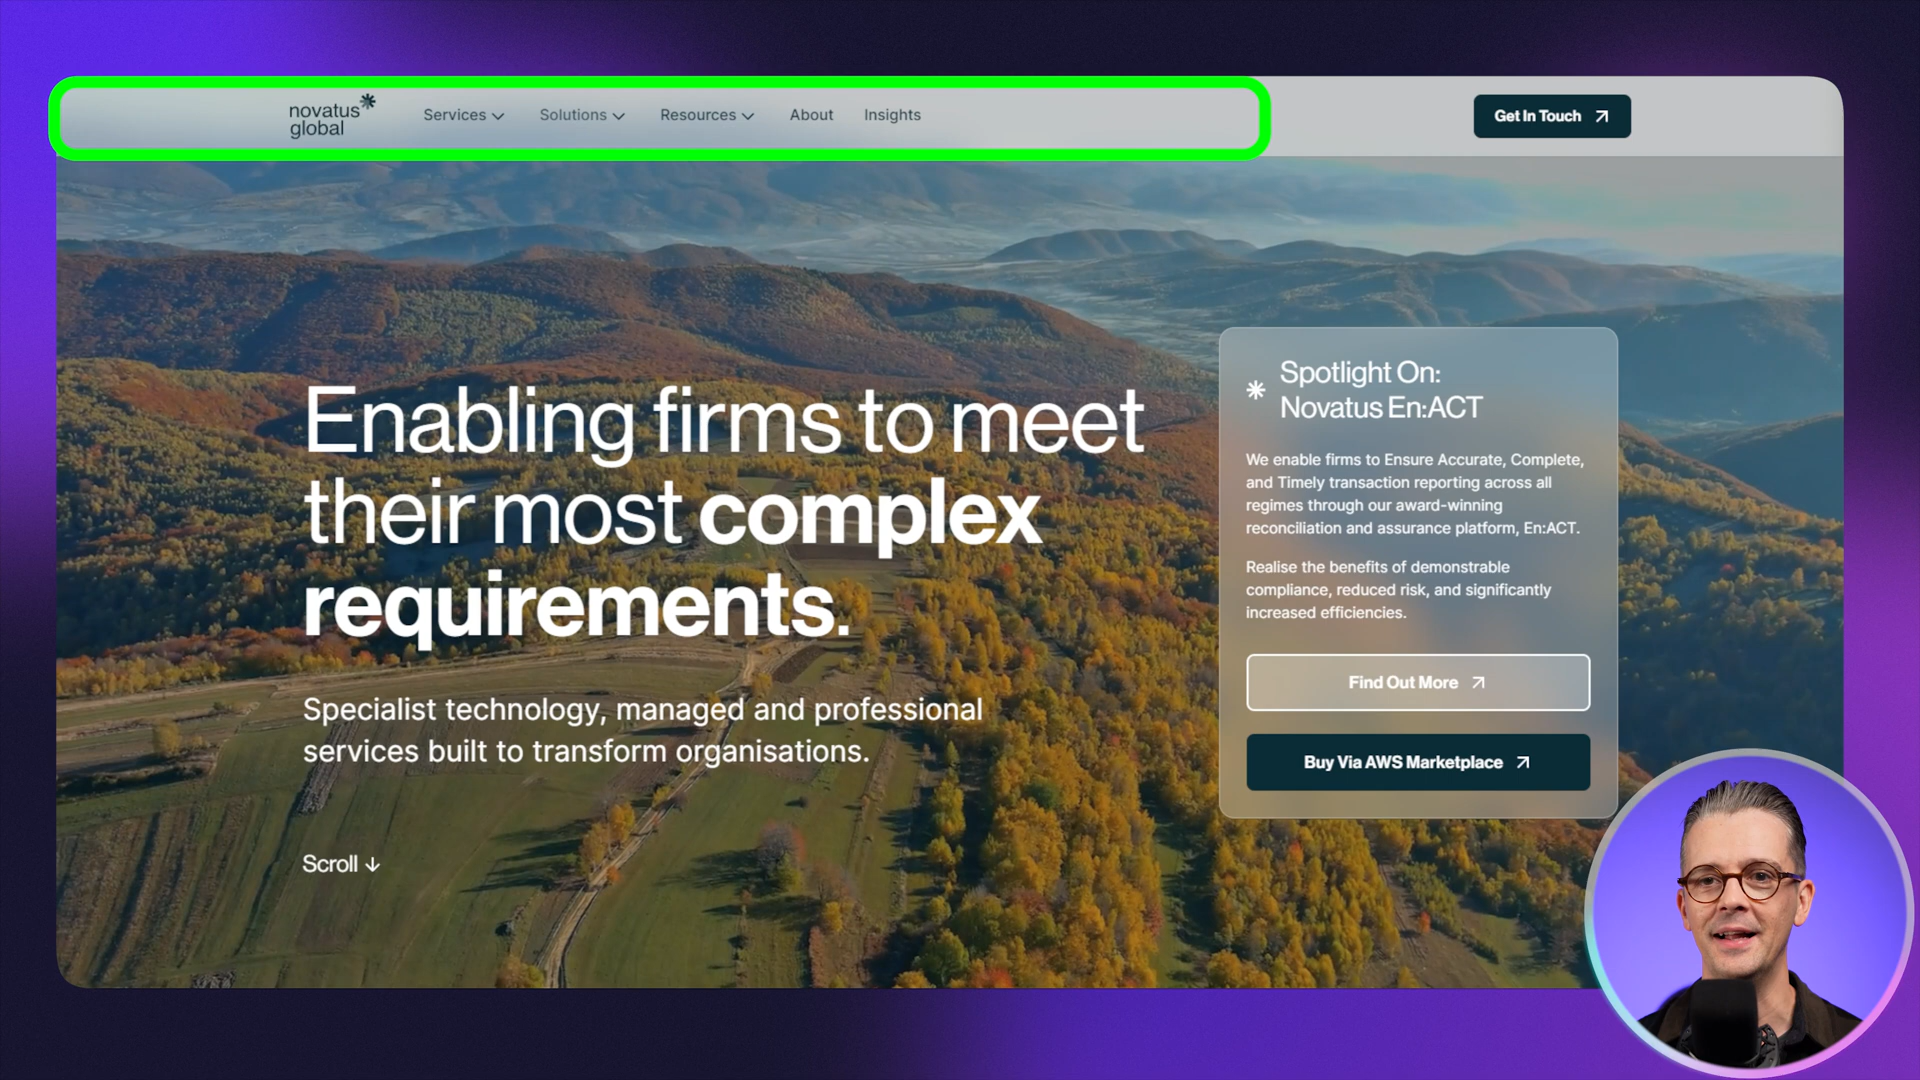 novatus
global
Services
Solutions
Resources
About
Insights
Get In Touch
Enabling firms to meet
their most complex
requirements.
Specialist technology, managed and professional
services built to transform organisations.
Scroll
Spotlight On:
Novatus En:ACT
We enable firms to Ensure Accurate, Complete,
and Timely transaction reporting across all
regimes through our award-winning
reconciliation and assurance platform, En:ACT.
Realise the benefits of demonstrable
compliance, reduced risk, and significantly
increased efficiencies.
Find Out More
Buy Via AWS Marketplace